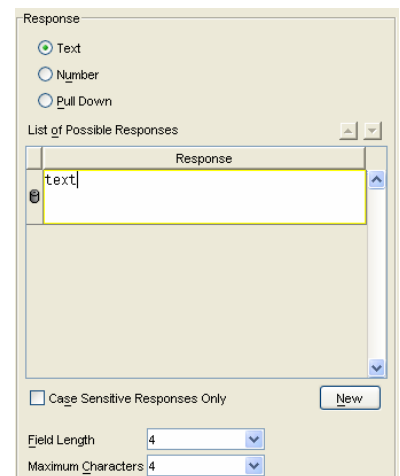 Response
Text
Number
Pull Down
List of Possible Responses
Response
text
Case Sensitive Responses Only
New
Field Length 4
Maximum Characters 4